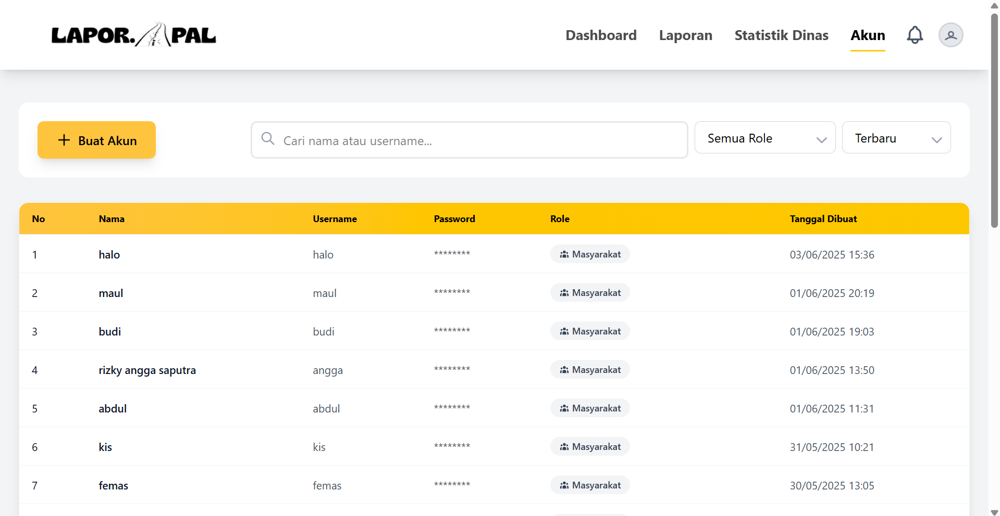 LAPOR. PAL
Dashboard Laporan Statistik Dinas Akun
Buat Akun Cari nama atau username... Semua Role Terbaru
No Nama Username Password Role Tanggal Dibuat
1 halo halo ******** Masyarakat 03/06/2025 15:36
2 maul maul ******** Masyarakat 01/06/2025 20:19
3 budi budi ******** Masyarakat 01/06/2025 19:03
4 rizky angga saputra angga ******** Masyarakat 01/06/2025 13:50
5 abdul abdul ******** Masyarakat 01/06/2025 11:31
6 kis kis ******** Masyarakat 31/05/2025 10:21
7 femas femas ******** Masyarakat 30/05/2025 13:05